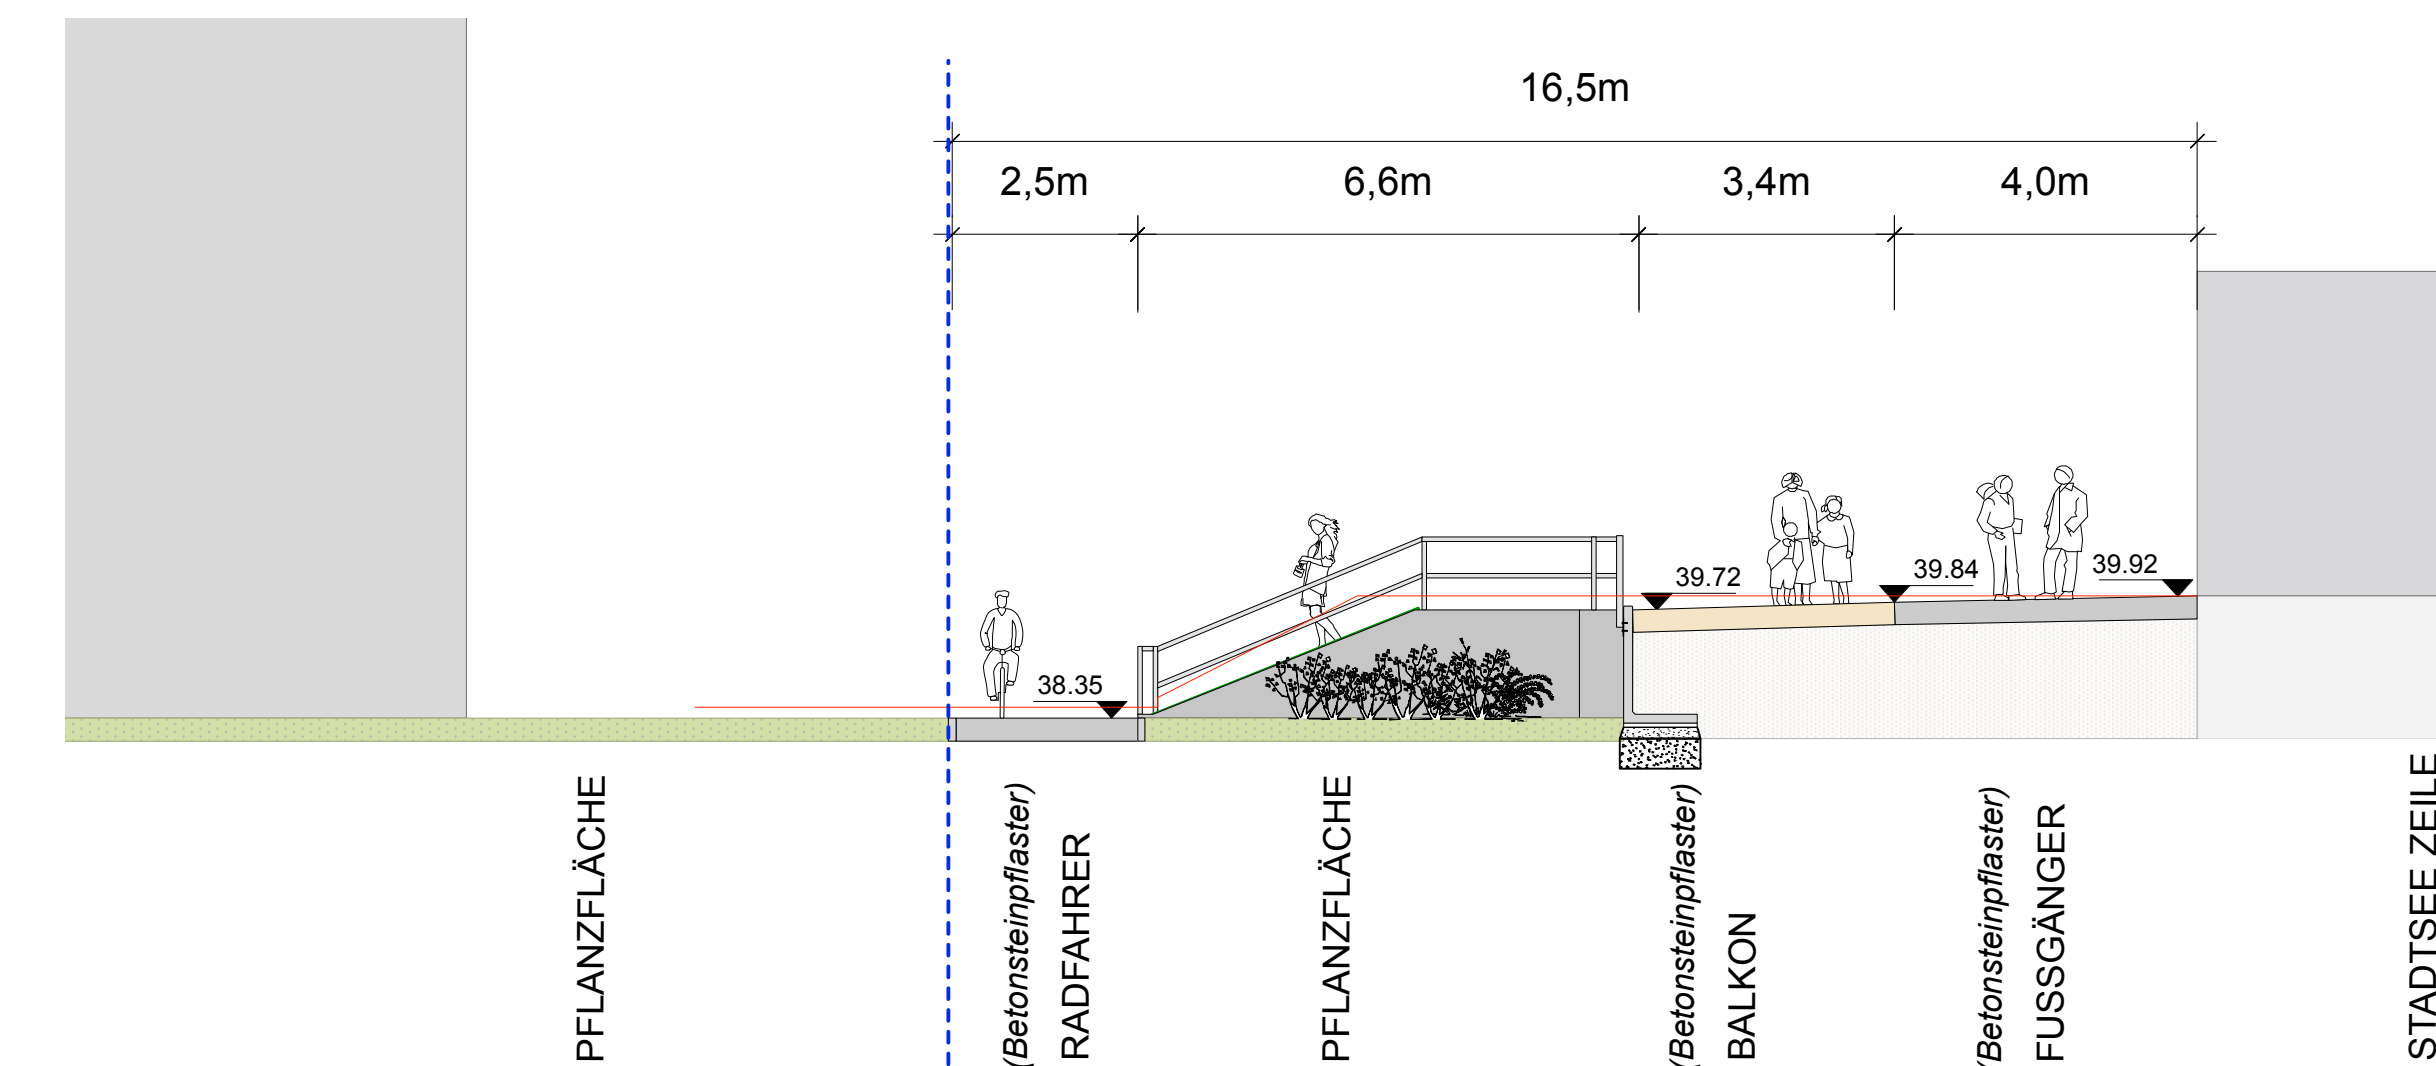 16,5m
2,5m
6,6m
3,4m
4,0m
38.35
39.72
39.84
39.92
PFLANZFLÄCHE
(Betonsteinpflaster)
RADFAHRER
PFLANZFLÄCHE
(Betonsteinpflaster)
BALKON
(Betonsteinpflaster)
FUSSGÄNGER
STADTSEE ZEILE